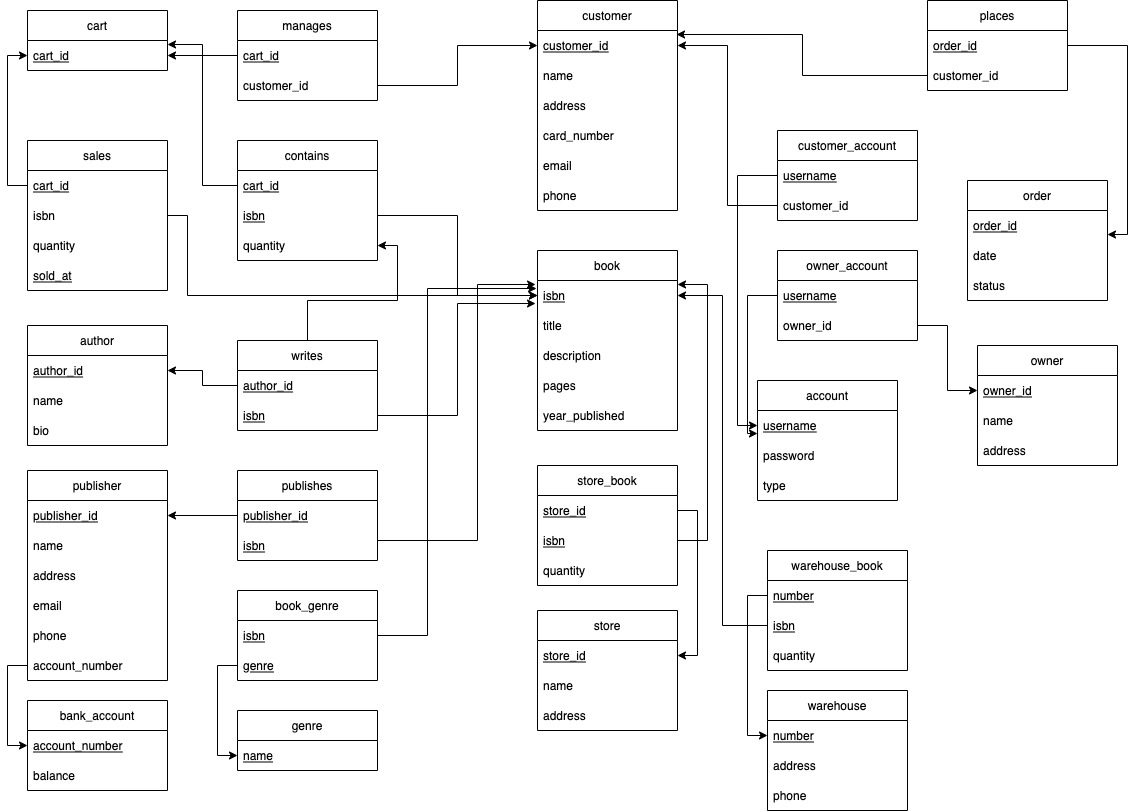 cart
cart_id
manages
cart_id
customer_id
customer
customer_id
name
address
card_number
email
phone
places
order_id
customer_id
sales
cart_id
isbn
quantity
sold_at
contains
cart_id
isbn
quantity
customer_account
username
customer_id
order
order_id
date
status
book
isbn
title
description
pages
year_published
owner_account
username
owner_id
author
author_id
name
bio
writes
author_id
isbn
owner
owner_id
name
address
account
username
password
type
publisher
publisher_id
name
address
email
phone
account_number
publishes
publisher_id
isbn
store_book
store_id
isbn
quantity
warehouse_book
number
isbn
quantity
book_genre
isbn
genre
store
store_id
name
address
bank_account
account_number
balance
genre
name
warehouse
number
address
phone